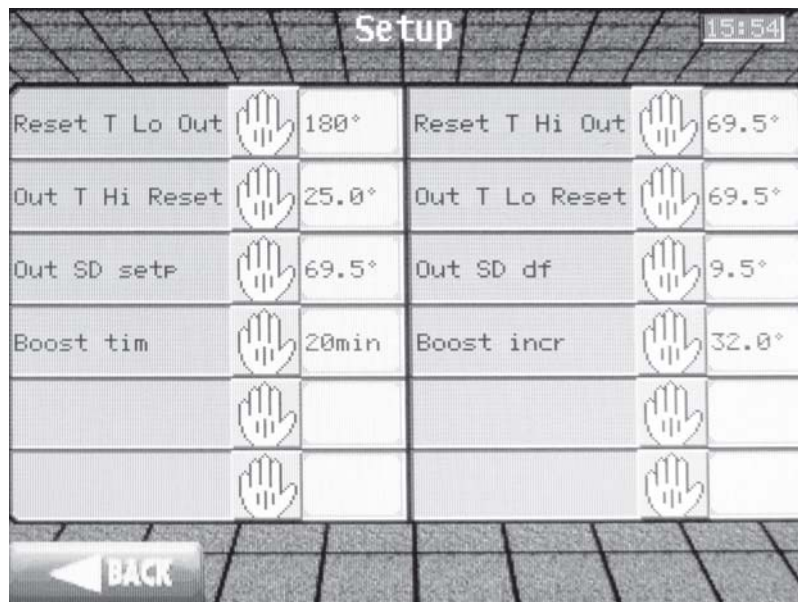 Setup
15:54
Reset T Lo Out 180° Reset T Hi Out 69.5°
Out T Hi Reset 25.0° Out T Lo Reset 69.5°
Out SD setp 69.5° Out SD df 9.5°
Boost tim 20min Boost incr 32.0°
BACK